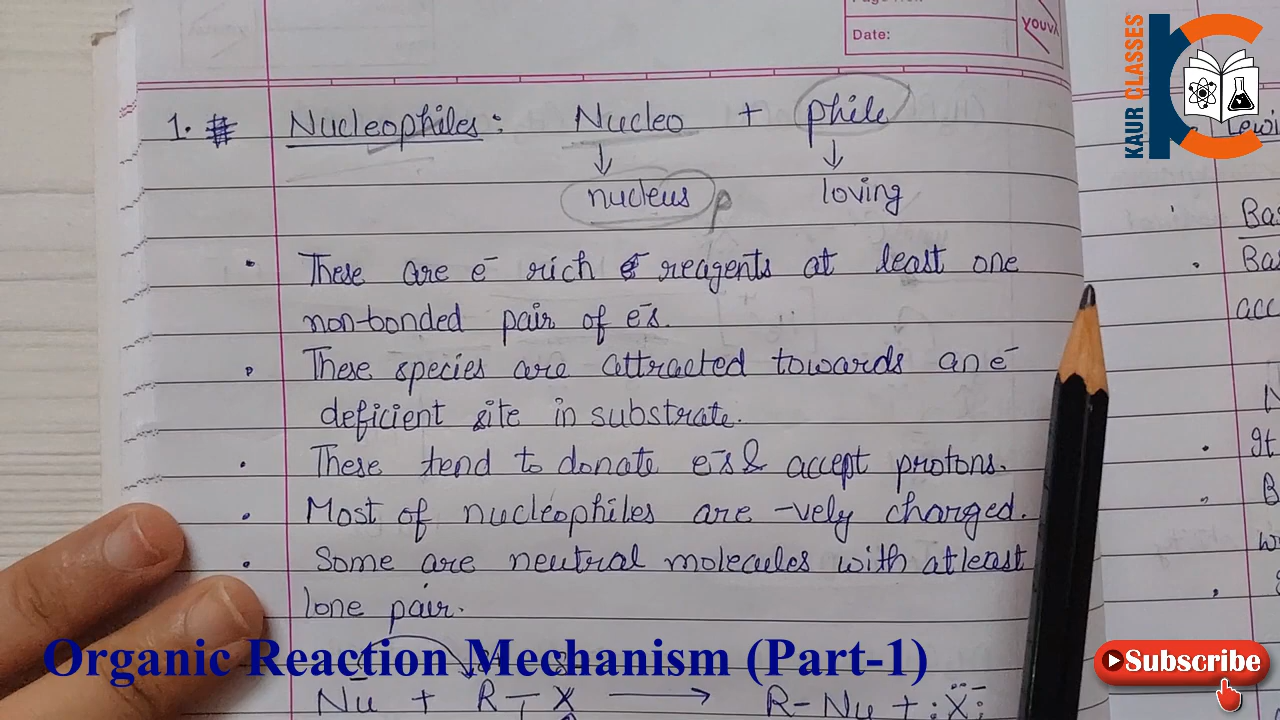 Date:
YOUVA
KAUR CLASSES
1. # Nucleophiles: Nucleo + phile
↓ ↓
nucleus loving
• These are e⁻ rich reagents at least one
non-bonded pair of e⁻s.
• These species are attracted towards an e⁻
deficient site in substrate.
• These tend to donate e⁻s & accept protons.
• Most of nucleophiles are -vely charged.
• Some are neutral molecules with atleast
lone pair.
Organic Reaction Mechanism (Part-1)
Nu + R - X → R- Nu + :Ẍ:⁻
Subscribe